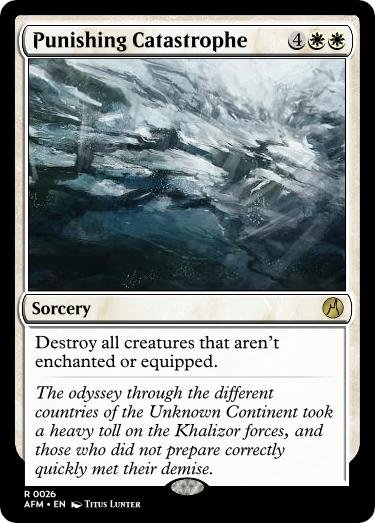 Punishing Catastrophe 4
Sorcery
Destroy all creatures that aren't
enchanted or equipped.
The odyssey through the different
countries of the Unknown Continent took
a heavy toll on the Khalizor forces, and
those who did not prepare correctly
quickly met their demise.
R 0026
AFM • EN Titus Lunter